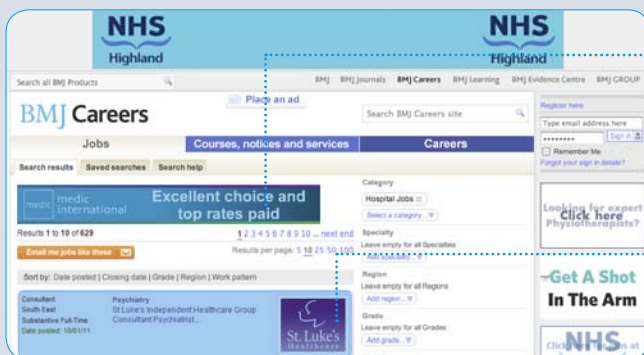 NHS
Highland
NHS
Highland
Search all BMJ Products
BMJ BMJ Journals BMJ Careers BMJ Learning BMJ Evidence Centre BMJ GROUP
BMJ Careers
Place an ad
Search BMJ Careers site
Register here
Type email address here
••••••••
Sign in
Remember Me
Forgot your sign in details?
Jobs
Courses, notices and services
Careers
Search results
Saved searches
Search help
medic
medic
international
Excellent choice and
top rates paid
Results 1 to 10 of 629
1 2 3 4 5 6 7 8 9 10 ... next end
Email me jobs like these
Results per page: 5 10 25 50 100
Sort by: Date posted | Closing date | Grade | Region | Work pattern
Consultant
South East
Substantive Full-Time
Date posted: 10/01/11
Psychiatry
St Luke's Independent Healthcare Group
Consultant Psychiatrist...
St. Luke's
Healthcare
Category
Hospital Jobs
Select a category...
Specialty
Leave empty for all Specialties
Add specialty...
Region
Leave empty for all Regions
Add region...
Grade
Leave empty for all Grades
Add grade...
Looking for expert
Click here
Physiotherapists?
Get A Shot
In The Arm
NHS
Click jobs at